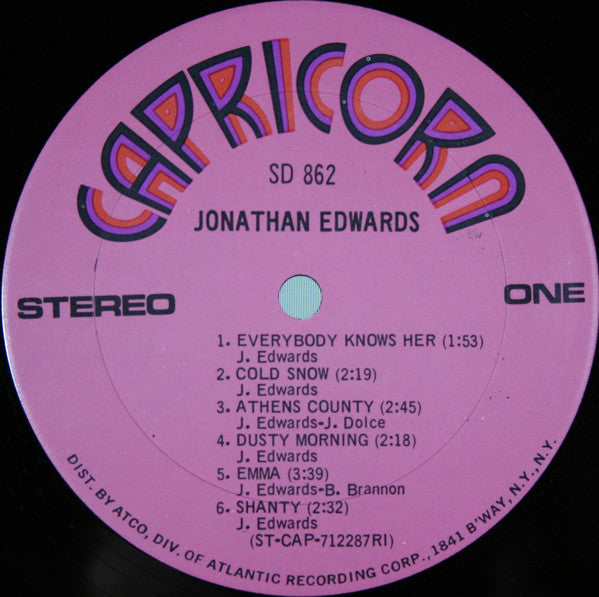 CAPRICORN
SD 862
JONATHAN EDWARDS
STEREO
ONE
1. EVERYBODY KNOWS HER (1:53)
J. Edwards
2. COLD SNOW (2:19)
J. Edwards
3. ATHENS COUNTY (2:45)
J. Edwards-J. Dolce
4. DUSTY MORNING (2:18)
J. Edwards
5. EMMA (3:39)
J. Edwards-B. Brannon
6. SHANTY (2:32)
J. Edwards
(ST-CAP-712287RI)
DIST. BY ATCO, DIV. OF ATLANTIC RECORDING CORP., 1841 B'WAY, N.Y., N.Y.